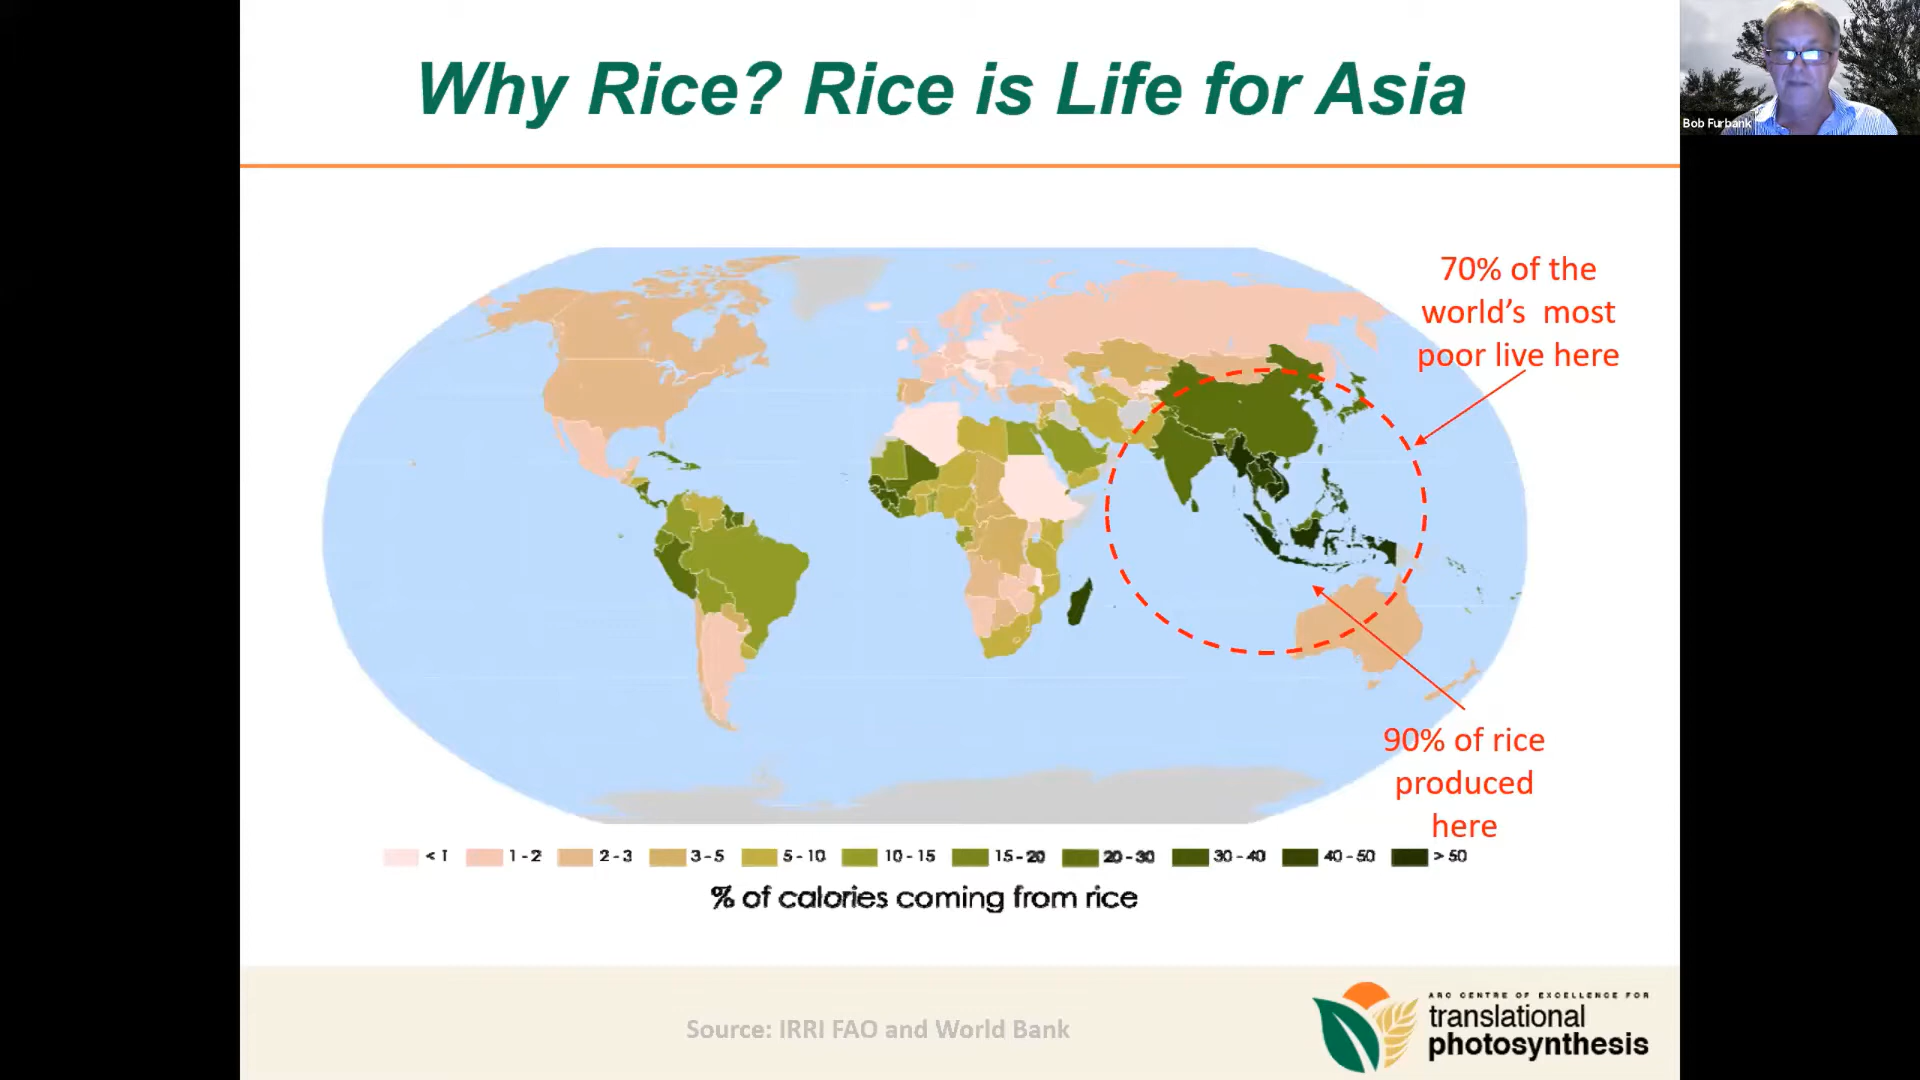 Why Rice? Rice is Life for Asia
Bob Furbank
70% of the
world's most
poor live here
90% of rice
produced
here
< 1 1 - 2 2 - 3 3 - 5 5 - 10 10 - 15 15 - 20 20 - 30 30 - 40 40 - 50 > 50
% of calories coming from rice
Source: IRRI FAO and World Bank
ARC CENTRE OF EXCELLENCE FOR
translational
photosynthesis